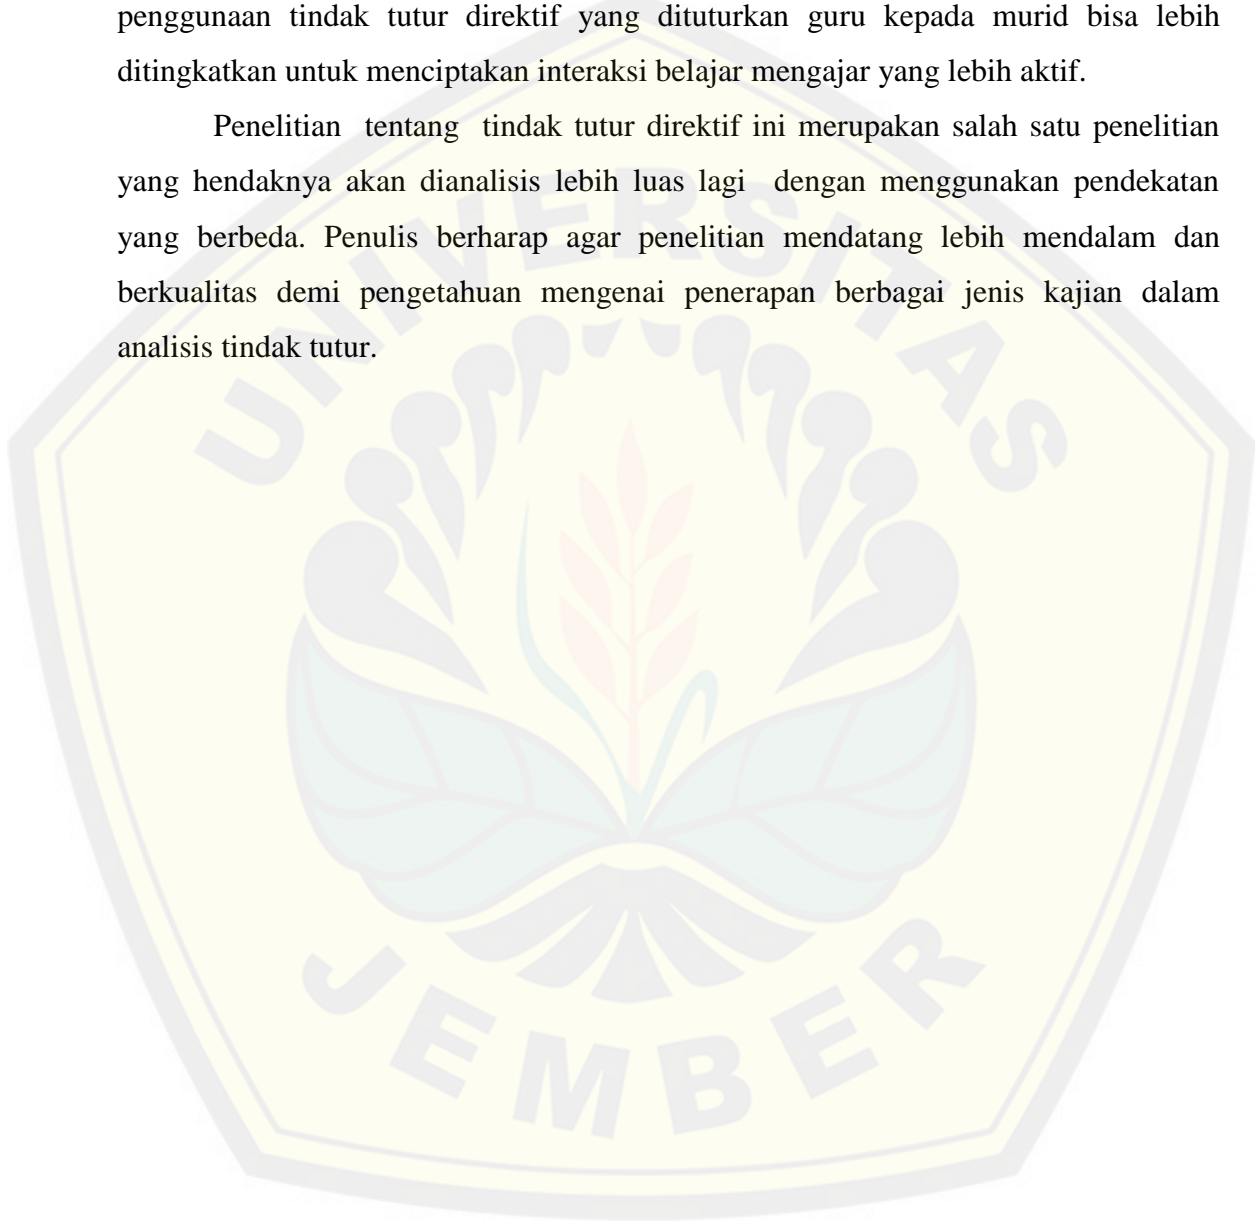 penggunaan tindak tutur direktif yang dituturkan guru kepada murid bisa lebih
ditingkatkan untuk menciptakan interaksi belajar mengajar yang lebih aktif.
Penelitian tentang tindak tutur direktif ini merupakan salah satu penelitian
yang hendaknya akan dianalisis lebih luas lagi dengan menggunakan pendekatan
yang berbeda. Penulis berharap agar penelitian mendatang lebih mendalam dan
berkualitas demi pengetahuan mengenai penerapan berbagai jenis kajian dalam
analisis tindak tutur.
UNIVERSITAS
JEMBER